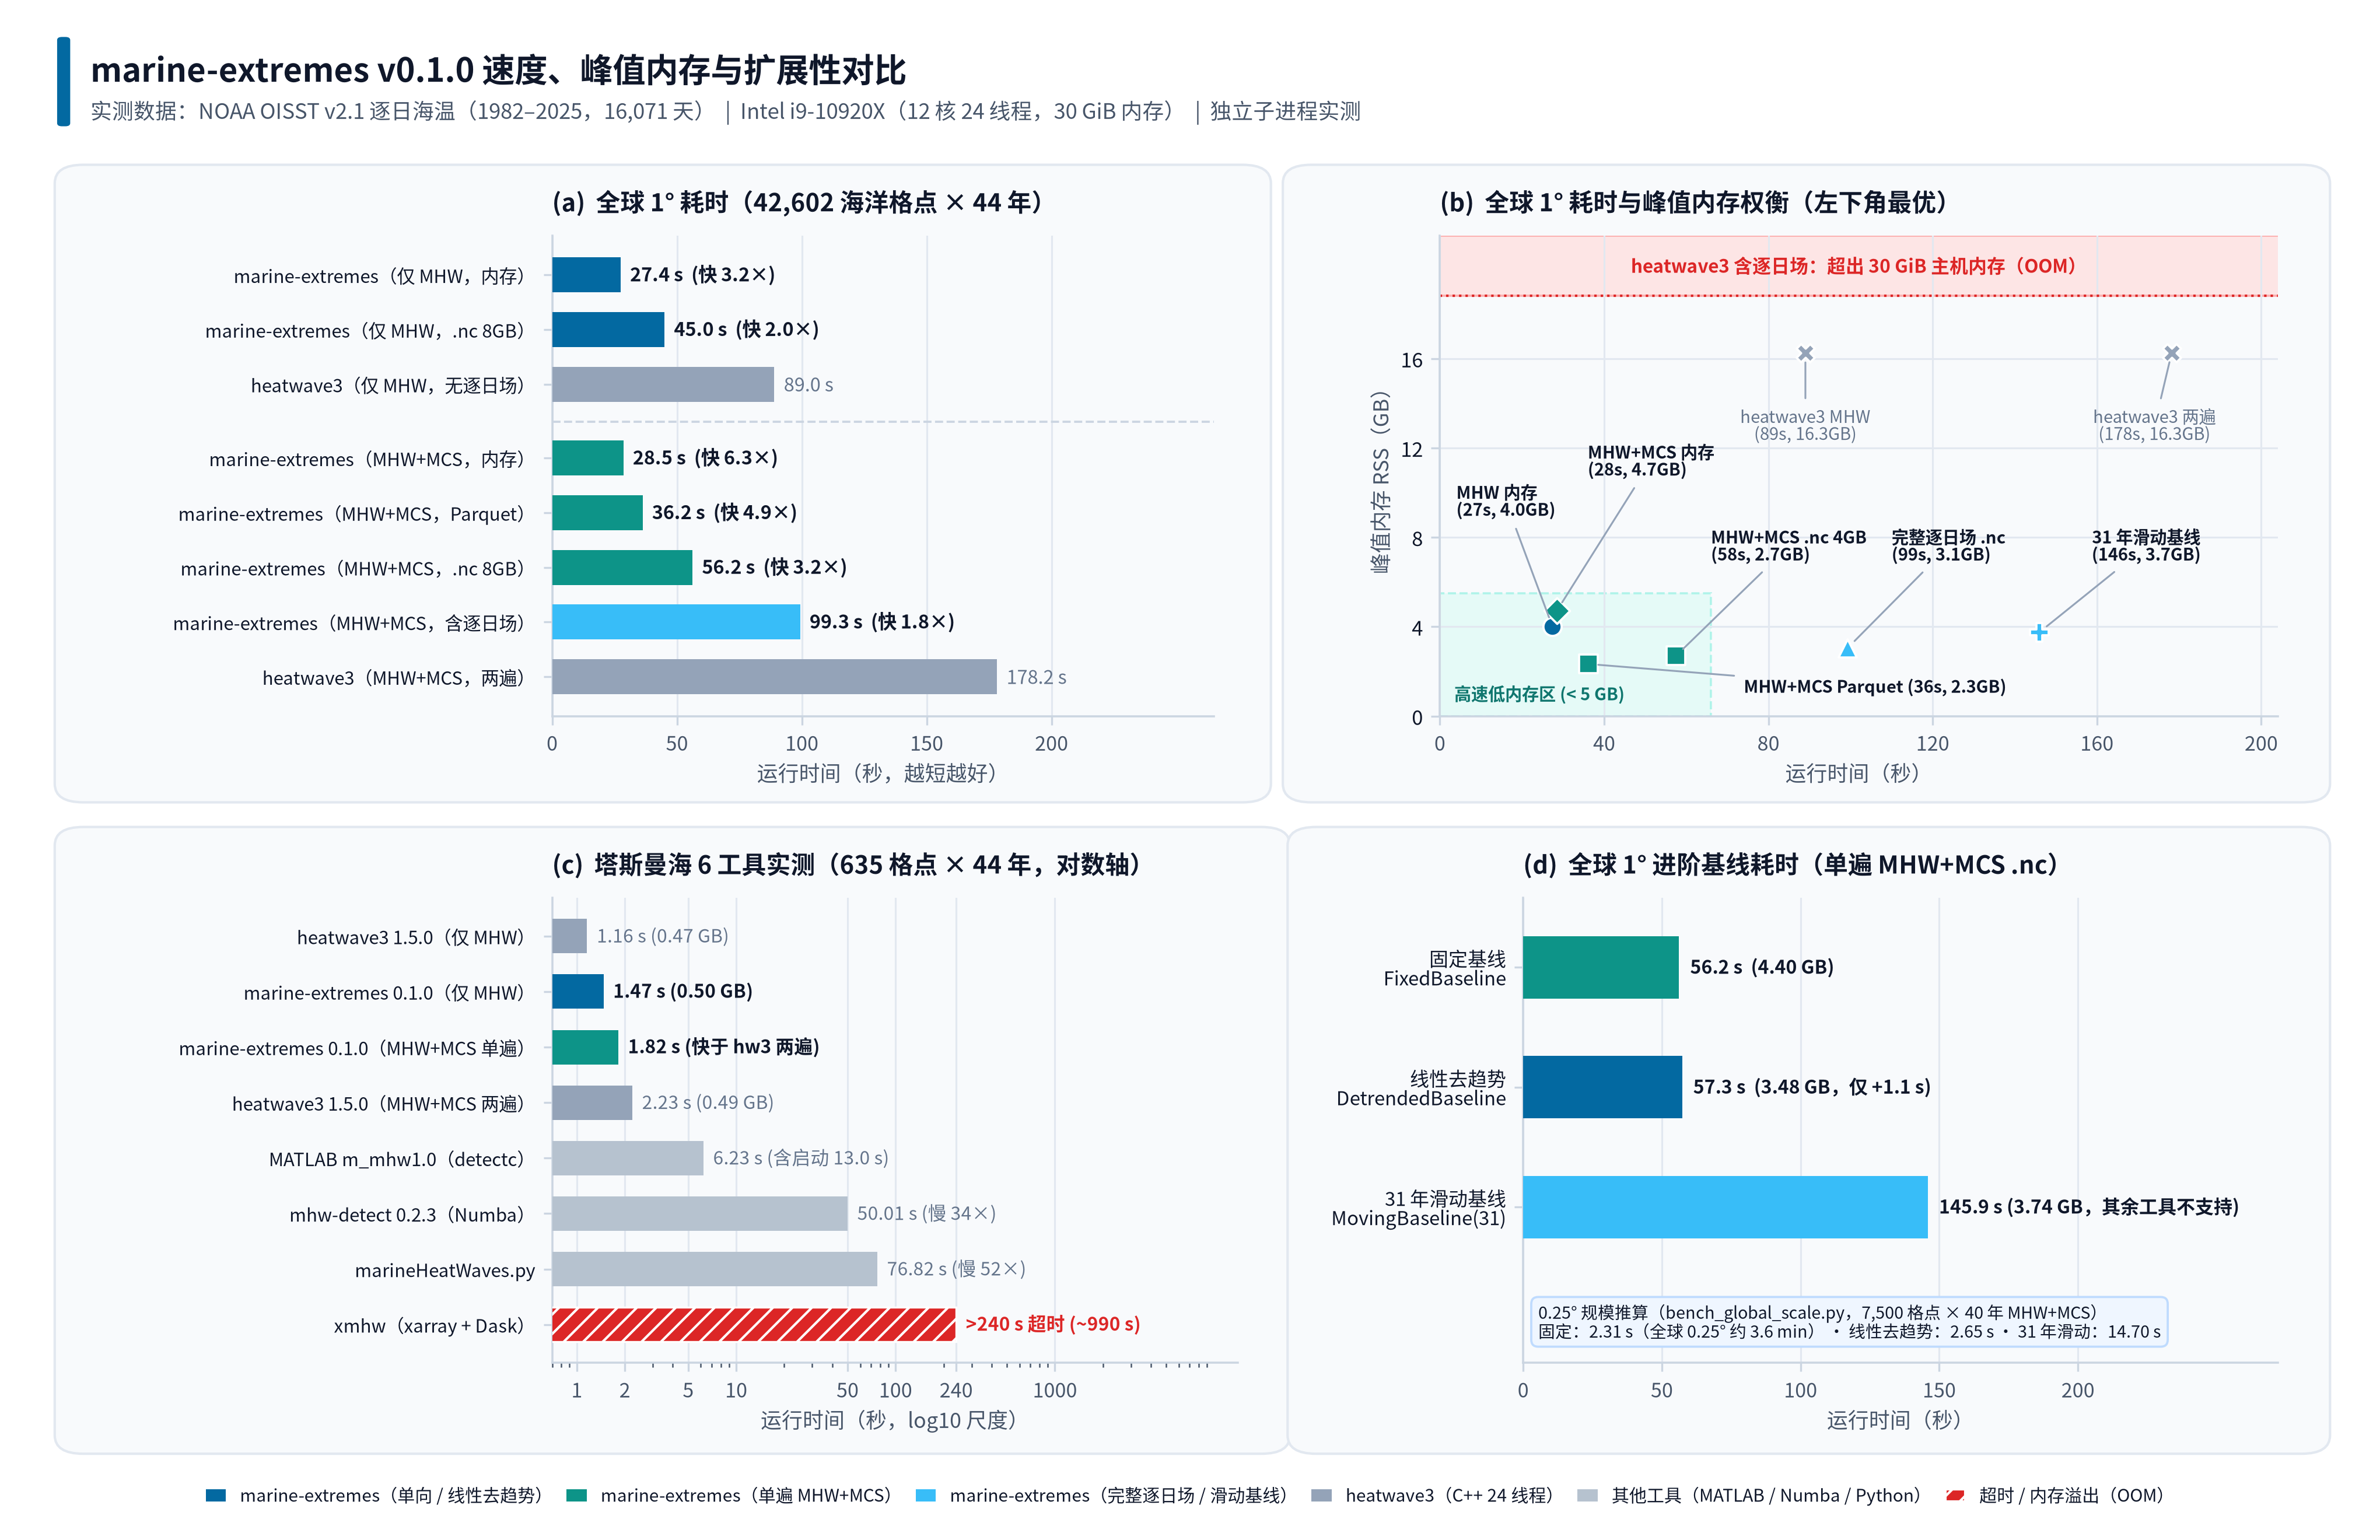 marine-extremes v0.1.0 速度、峰值内存与扩展性对比
实测数据：NOAA OISST v2.1 逐日海温（1982–2025，16,071 天） | Intel i9-10920X（12 核 24 线程，30 GiB 内存） | 独立子进程实测
(a) 全球 1° 耗时（42,602 海洋格点 × 44 年）
marine-extremes（仅 MHW，内存）
27.4 s (快 3.2×)
marine-extremes（仅 MHW，.nc 8GB）
45.0 s (快 2.0×)
heatwave3（仅 MHW，无逐日场）
89.0 s
marine-extremes（MHW+MCS，内存）
28.5 s (快 6.3×)
marine-extremes（MHW+MCS，Parquet）
36.2 s (快 4.9×)
marine-extremes（MHW+MCS，.nc 8GB）
56.2 s (快 3.2×)
marine-extremes（MHW+MCS，含逐日场）
99.3 s (快 1.8×)
heatwave3（MHW+MCS，两遍）
178.2 s
0 50 100 150 200
运行时间（秒，越短越好）
(b) 全球 1° 耗时与峰值内存权衡（左下角最优）
heatwave3 含逐日场：超出 30 GiB 主机内存（OOM）
峰值内存 RSS（GB）
16
12
8
4
0
heatwave3 MHW
(89s, 16.3GB)
heatwave3 两遍
(178s, 16.3GB)
MHW+MCS 内存
(28s, 4.7GB)
MHW 内存
(27s, 4.0GB)
MHW+MCS .nc 4GB
(58s, 2.7GB)
完整逐日场 .nc
(99s, 3.1GB)
31 年滑动基线
(146s, 3.7GB)
MHW+MCS Parquet (36s, 2.3GB)
高速低内存区 (< 5 GB)
0 40 80 120 160 200
运行时间（秒）
(c) 塔斯曼海 6 工具实测（635 格点 × 44 年，对数轴）
heatwave3 1.5.0（仅 MHW）
1.16 s (0.47 GB)
marine-extremes 0.1.0（仅 MHW）
1.47 s (0.50 GB)
marine-extremes 0.1.0（MHW+MCS 单遍）
1.82 s (快于 hw3 两遍)
heatwave3 1.5.0（MHW+MCS 两遍）
2.23 s (0.49 GB)
MATLAB m_mhw1.0（detectc）
6.23 s (含启动 13.0 s)
mhw-detect 0.2.3（Numba）
50.01 s (慢 34×)
marineHeatWaves.py
76.82 s (慢 52×)
xmhw（xarray + Dask）
>240 s 超时 (~990 s)
1 2 5 10 50 100 240 1000
运行时间（秒，log10 尺度）
(d) 全球 1° 进阶基线耗时（单遍 MHW+MCS .nc）
固定基线
FixedBaseline
56.2 s (4.40 GB)
线性去趋势
DetrendedBaseline
57.3 s (3.48 GB，仅 +1.1 s)
31 年滑动基线
MovingBaseline(31)
145.9 s (3.74 GB，其余工具不支持)
0.25° 规模推算（bench_global_scale.py，7,500 格点 × 40 年 MHW+MCS）
固定：2.31 s（全球 0.25° 约 3.6 min） · 线性去趋势：2.65 s · 31 年滑动：14.70 s
0 50 100 150 200
运行时间（秒）
marine-extremes（单向 / 线性去趋势） marine-extremes（单遍 MHW+MCS） marine-extremes（完整逐日场 / 滑动基线） heatwave3（C++ 24 线程） 其他工具（MATLAB / Numba / Python） 超时 / 内存溢出（OOM）